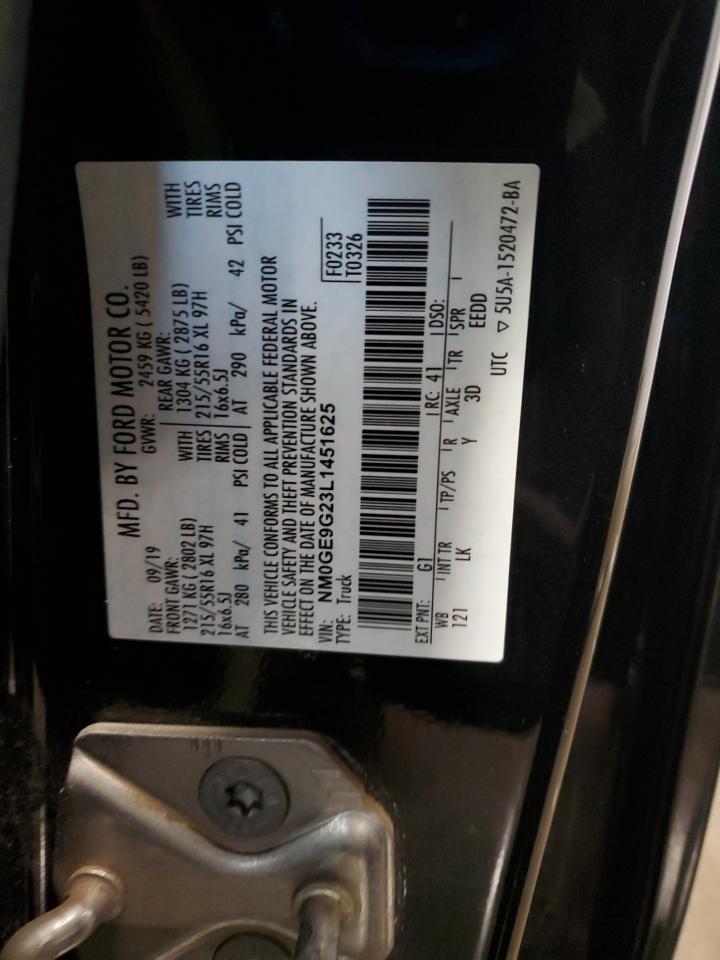 MFD. BY FORD MOTOR CO.
DATE: 09/19 GVWR: 2459 KG ( 5420 LB)
FRONT GAWR: REAR GAWR:
1271 KG ( 2802 LB) WITH 1304 KG ( 2875 LB) WITH
215/55R16 XL 97H TIRES 215/55R16 XL 97H TIRES
16x6.5J RIMS 16x6.5J RIMS
AT 280 kPa/ 41 PSI COLD AT 290 kPa/ 42 PSI COLD
THIS VEHICLE CONFORMS TO ALL APPLICABLE FEDERAL MOTOR
VEHICLE SAFETY AND THEFT PREVENTION STANDARDS IN
EFFECT ON THE DATE OF MANUFACTURE SHOWN ABOVE.
VIN: NM0GE9G23L1451625 F0233
TYPE: Truck T0326
EXT PNT: G1 RC: 41 DSO:
WB INT TR TP/PS R AXLE TR SPR
121 LK Y 3D EEDD
UTC ▽ 5U5A-1520472-BA